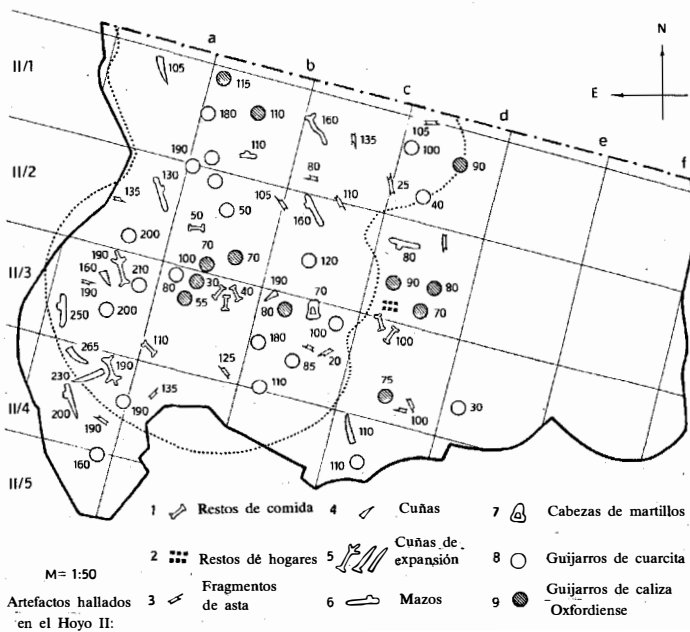 a
N
II/1
105
115
b
180
110
160
c
E
135
105
100
d
190
110
90
e
II/2
130
80
25
f
135
105
110
40
50
160
50
200
70
70
80
190
100
120
II/3
160
210
80
30
40
190
70
90
80
190
55
80
70
250
200
100
100
265
110
180
20
190
125
85
230
135
110
75
II/4
200
190
100
30
190
110
160
110
II/5
1 Restos de comida 4 Cuñas 7 Cabezas de martillos
2 Restos de hogares 5 Cuñas de
expansión 8 Guijarros de cuarcita
M= 1:50
Artefactos hallados
en el Hoyo II:
3 Fragmentos
de asta 6 Mazos 9 Guijarros de caliza
Oxfordiense